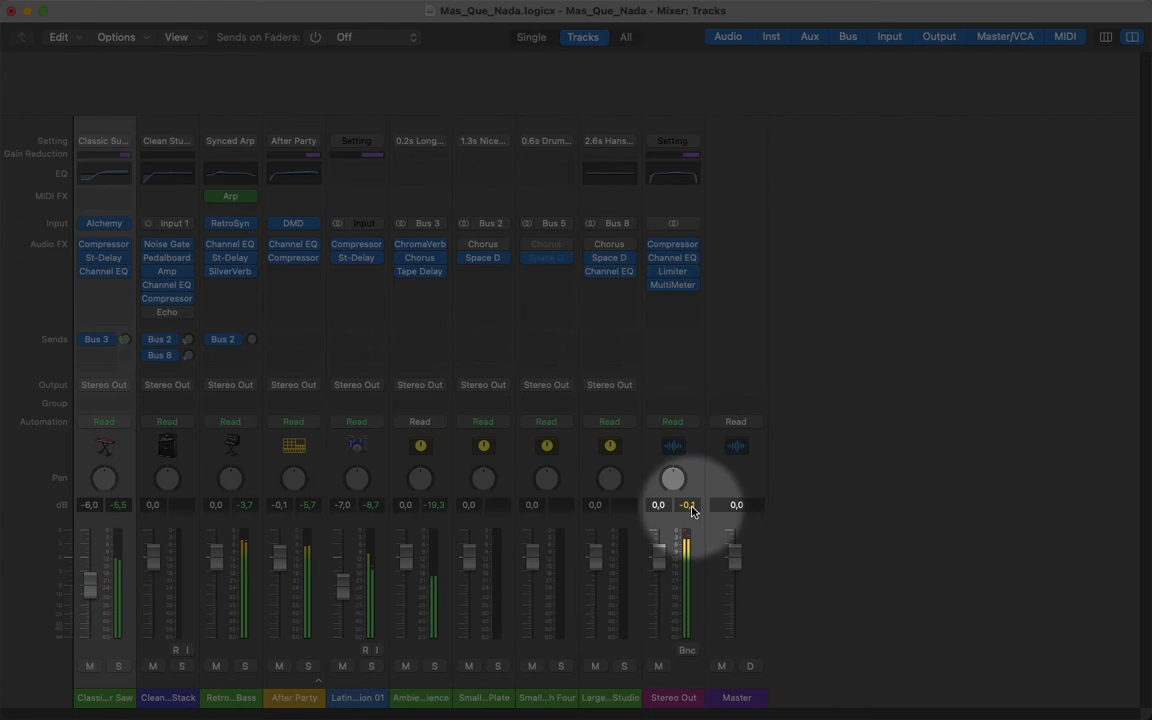 Mas_Que_Nada.logicx - Mas_Que_Nada - Mixer: Tracks
Edit Options View Sends on Faders: Off Single Tracks All Audio Inst Aux Bus Input Output Master/VCA MIDI
Setting Classic Su... Clean Stu... Synced Arp After Party Setting 0.2s Long... 1.3s Nice... 0.6s Drum... 2.6s Hans... Setting
Gain Reduction
EQ
MIDI FX Arp
Input Alchemy Input 1 RetroSyn DMD Input Bus 3 Bus 2 Bus 5 Bus 8
Audio FX Compressor Noise Gate Channel EQ Channel EQ Compressor ChromaVerb Chorus Chorus Chorus Compressor
St-Delay Pedalboard St-Delay Compressor St-Delay Chorus Space D Space D Space D Channel EQ
Channel EQ Amp SilverVerb Tape Delay Channel EQ Limiter
Channel EQ MultiMeter
Compressor
Echo
Sends Bus 3 Bus 2 Bus 2
Bus 8
Output Stereo Out Stereo Out Stereo Out Stereo Out Stereo Out Stereo Out Stereo Out Stereo Out Stereo Out
Group
Automation Read Read Read Read Read Read Read Read Read Read Read
Pan
dB -6,0 -5,5 0,0 0,0 -3,7 -0,1 -5,7 -7,0 -8,7 0,0 -19,3 0,0 0,0 0,0 0,0 -0,1 0,0
R I R I Bnc
M S M S M S M S M S M S M S M S M S M M D
Classi...r Saw Clean...Stack Retro...Bass After Party Latin...ion 01 Ambie...ience Small...Plate Small...h Four Large...Studio Stereo Out Master